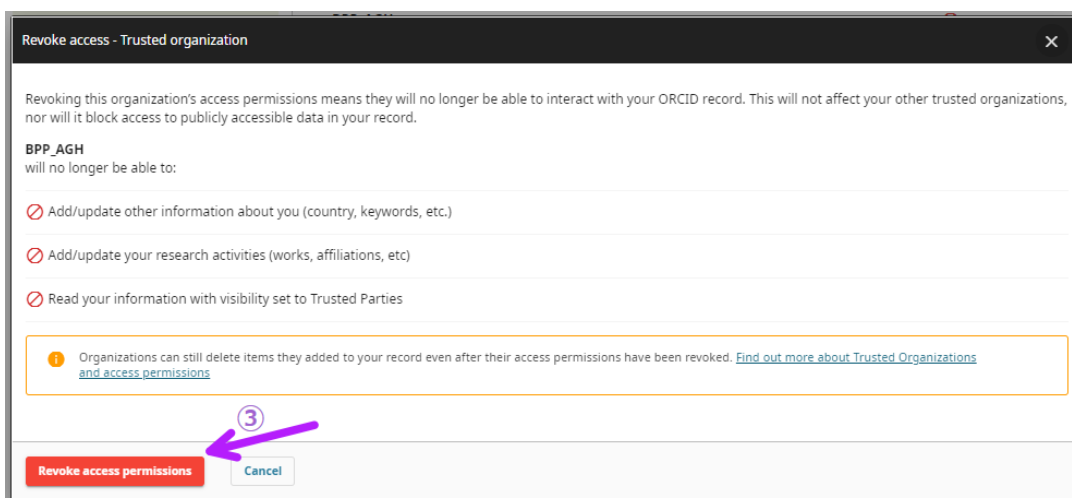 Revoke access - Trusted organization
Revoking this organization's access permissions means they will no longer be able to interact with your ORCID record. This will not affect your other trusted organizations,
nor will it block access to publicly accessible data in your record.
BPP_AGH
will no longer be able to:
Add/update other information about you (country, keywords, etc.)
Add/update your research activities (works, affiliations, etc)
Read your information with visibility set to Trusted Parties
Organizations can still delete items they added to your record even after their access permissions have been revoked. Find out more about Trusted Organizations
and access permissions
③
Revoke access permissions
Cancel